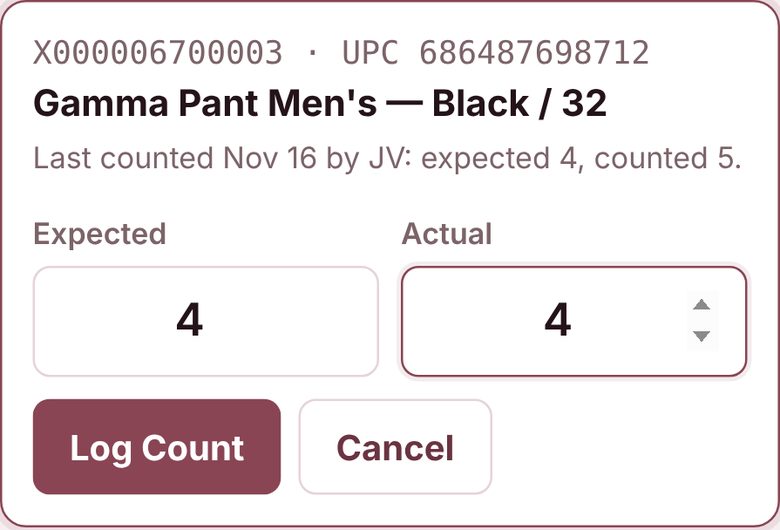 X000006700003 · UPC 686487698712
Gamma Pant Men's — Black / 32
Last counted Nov 16 by JV: expected 4, counted 5.
Expected Actual
4 4
Log Count Cancel